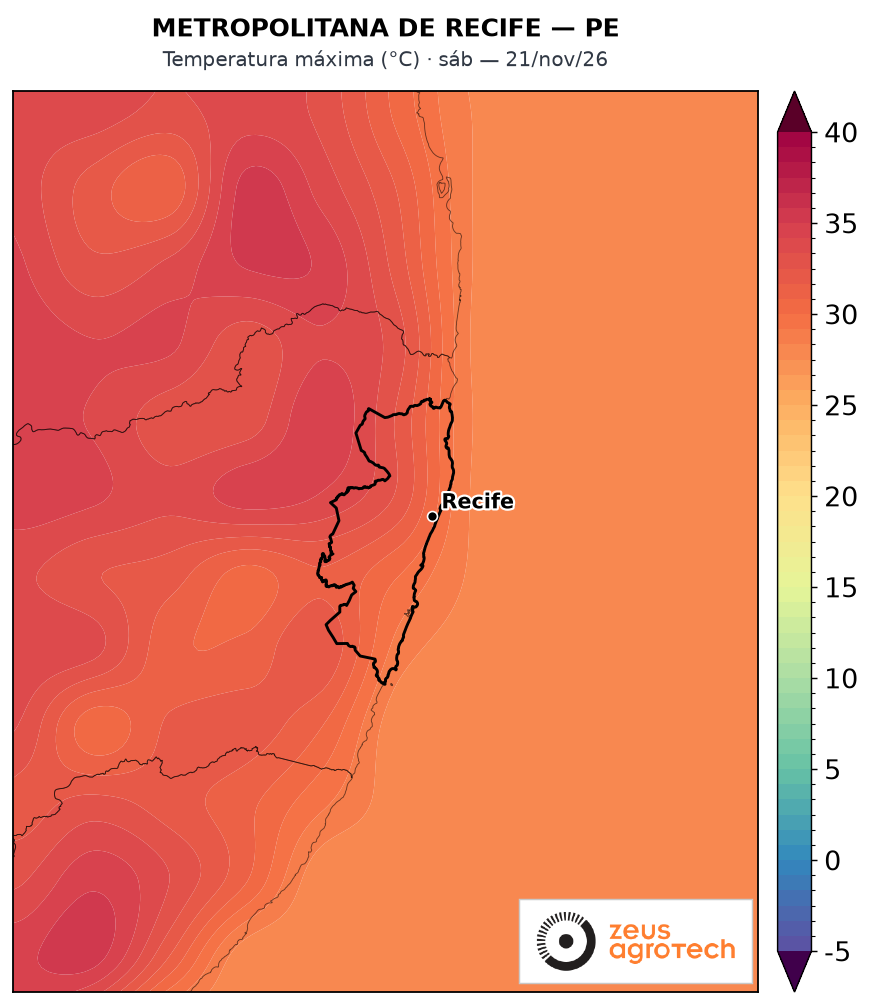 METROPOLITANA DE RECIFE — PE
Temperatura máxima (°C) · sáb — 21/nov/26
40
35
30
25
20
15
10
5
0
-5
Recife
zeus
agrotech